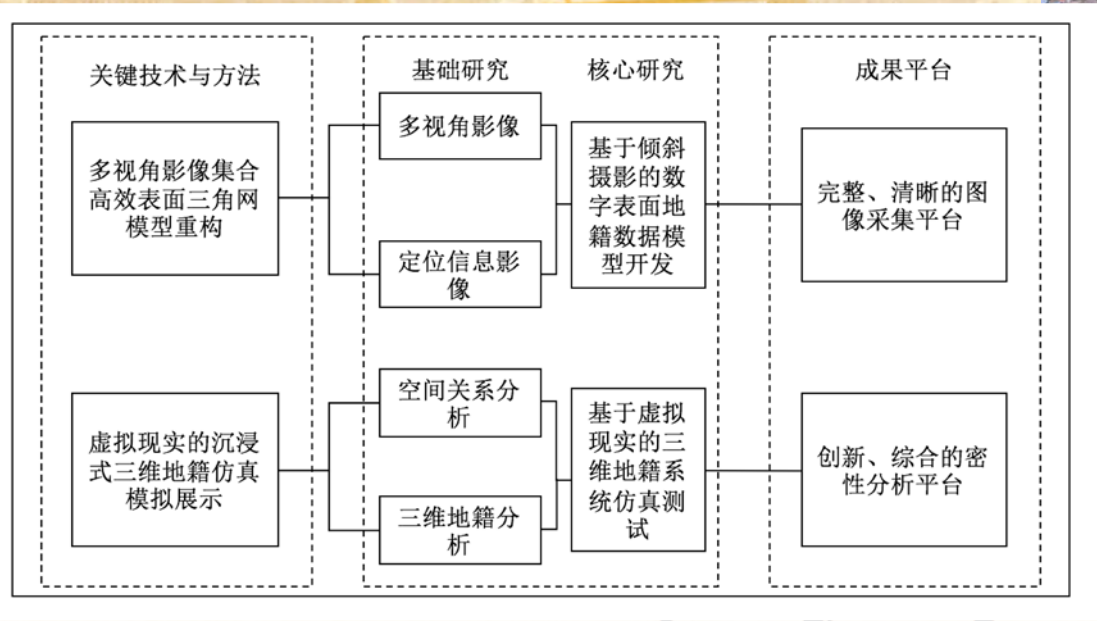 关键技术与方法
基础研究
核心研究
成果平台
多视角影像集合
高效表面三角网
模型重构
多视角影像
定位信息影
像
基于倾斜
摄影的数
字表面地
籍数据模
型开发
完整、清晰的图
像采集平台
虚拟现实的沉浸
式三维地籍仿真
模拟展示
空间关系分
析
三维地籍分
析
基于虚拟
现实的三
维地籍系
统仿真测
试
创新、综合的密
性分析平台